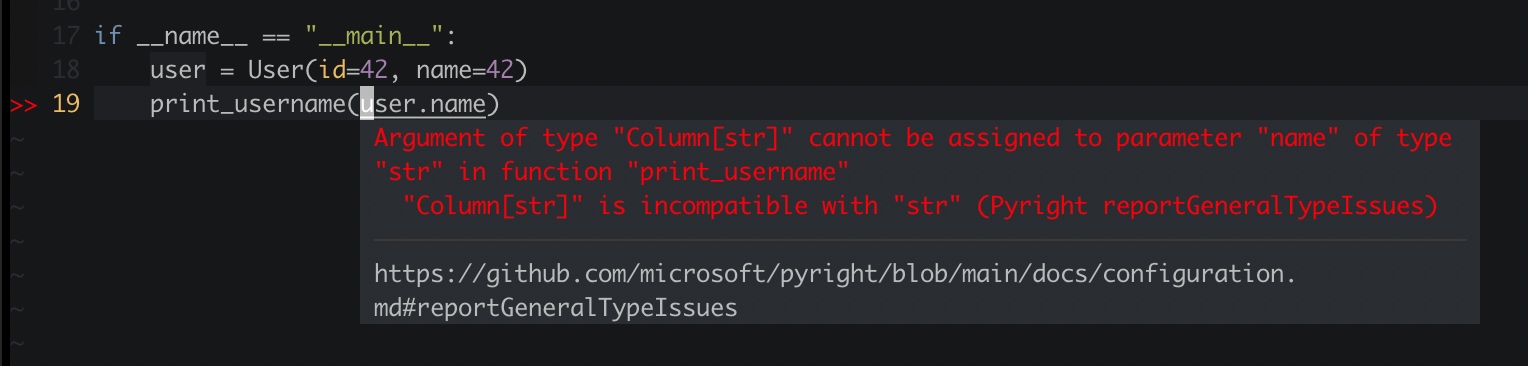 16
17 if __name__ == "__main__":
18     user = User(id=42, name=42)
>> 19     print_username(user.name)
~ Argument of type "Column[str]" cannot be assigned to parameter "name" of type
~ "str" in function "print_username"
~   "Column[str]" is incompatible with "str" (Pyright reportGeneralTypeIssues)
~
~ https://github.com/microsoft/pyright/blob/main/docs/configuration.
~ md#reportGeneralTypeIssues
~